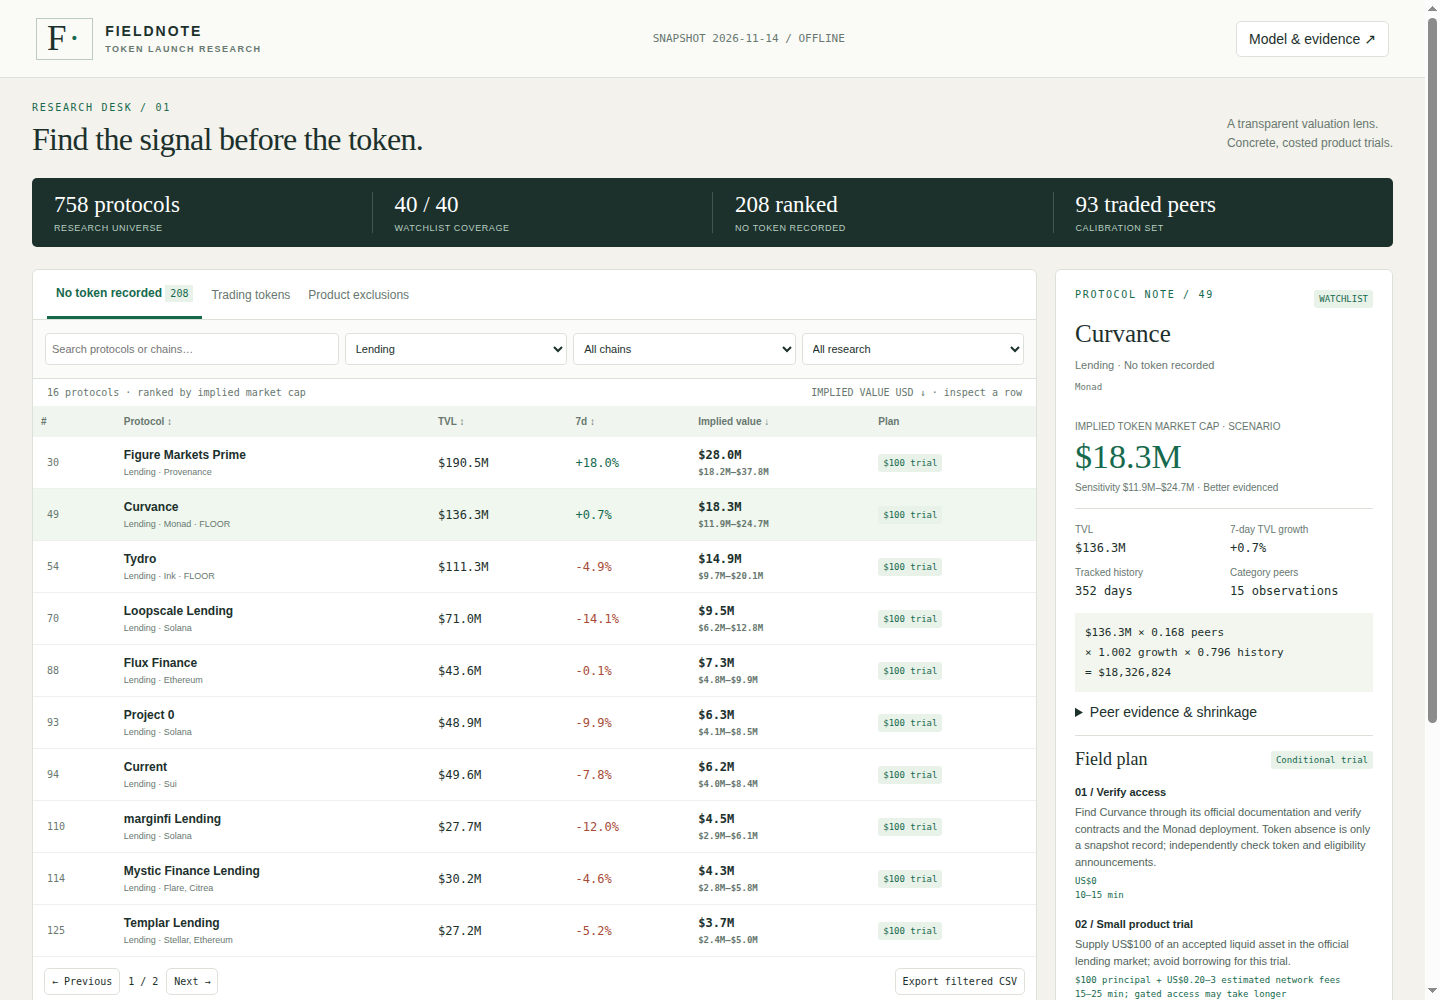 F·
FIELDNOTE
TOKEN LAUNCH RESEARCH
SNAPSHOT 2026-11-14 / OFFLINE
Model & evidence ↗
RESEARCH DESK / 01
Find the signal before the token.
A transparent valuation lens.
Concrete, costed product trials.
758 protocols
RESEARCH UNIVERSE
40 / 40
WATCHLIST COVERAGE
208 ranked
NO TOKEN RECORDED
93 traded peers
CALIBRATION SET
No token recorded 208
Trading tokens
Product exclusions
Search protocols or chains…
Lending
All chains
All research
16 protocols · ranked by implied market cap
IMPLIED VALUE USD ↓ · inspect a row
# Protocol ↕ TVL ↕ 7d ↕ Implied value ↓ Plan
30 Figure Markets Prime $190.5M +18.0% $28.0M $100 trial
Lending · Provenance $18.2M–$37.8M
49 Curvance $136.3M +0.7% $18.3M $100 trial
Lending · Monad · FLOOR $11.9M–$24.7M
54 Tydro $111.3M -4.9% $14.9M $100 trial
Lending · Ink · FLOOR $9.7M–$20.1M
70 Loopscale Lending $71.0M -14.1% $9.5M $100 trial
Lending · Solana $6.2M–$12.8M
88 Flux Finance $43.6M -0.1% $7.3M $100 trial
Lending · Ethereum $4.8M–$9.9M
93 Project 0 $48.9M -9.9% $6.3M $100 trial
Lending · Solana $4.1M–$8.5M
94 Current $49.6M -7.8% $6.2M $100 trial
Lending · Sui $4.0M–$8.4M
110 marginfi Lending $27.7M -12.0% $4.5M $100 trial
Lending · Solana $2.9M–$6.1M
114 Mystic Finance Lending $30.2M -4.6% $4.3M $100 trial
Lending · Flare, Citrea $2.8M–$5.8M
125 Templar Lending $27.2M -5.2% $3.7M $100 trial
Lending · Stellar, Ethereum $2.4M–$5.0M
← Previous 1 / 2 Next →
Export filtered CSV
PROTOCOL NOTE / 49
WATCHLIST
Curvance
Lending · No token recorded
Monad
IMPLIED TOKEN MARKET CAP · SCENARIO
$18.3M
Sensitivity $11.9M–$24.7M · Better evidenced
TVL 7-day TVL growth
$136.3M +0.7%
Tracked history Category peers
352 days 15 observations
$136.3M × 0.168 peers
× 1.002 growth × 0.796 history
= $18,326,824
▶ Peer evidence & shrinkage
Field plan
Conditional trial
01 / Verify access
Find Curvance through its official documentation and verify
contracts and the Monad deployment. Token absence is only
a snapshot record; independently check token and eligibility
announcements.
US$0
10–15 min
02 / Small product trial
Supply US$100 of an accepted liquid asset in the official
lending market; avoid borrowing for this trial.
$100 principal + US$0.20–3 estimated network fees
15–25 min; gated access may take longer